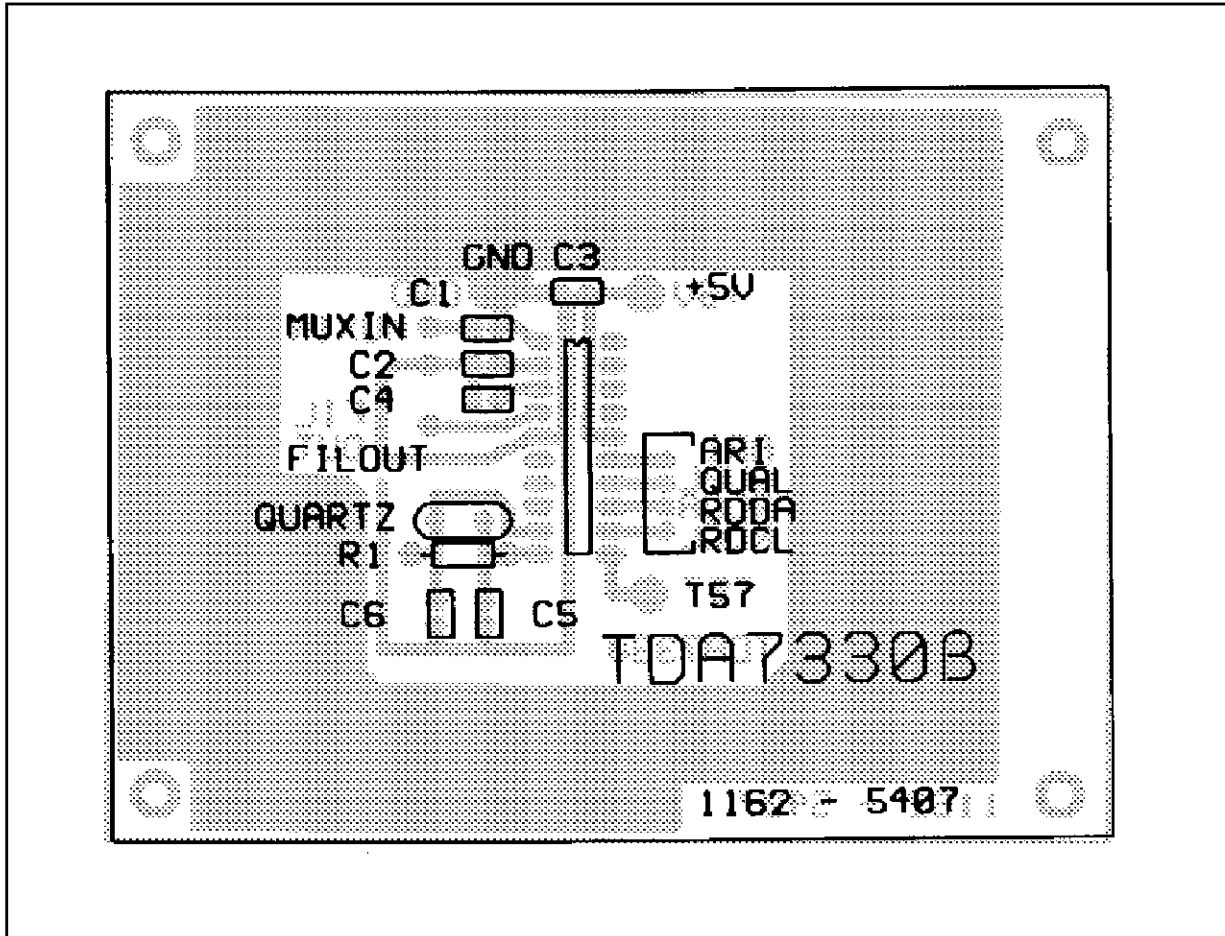 GND C3
C1
+5V
MUXIN
C2
C4
FILOUT
ARI
QUAL
RDDA
RDCL
QUARTZ
R1
T57
C6
C5
TDA7330B
1162 - 5407